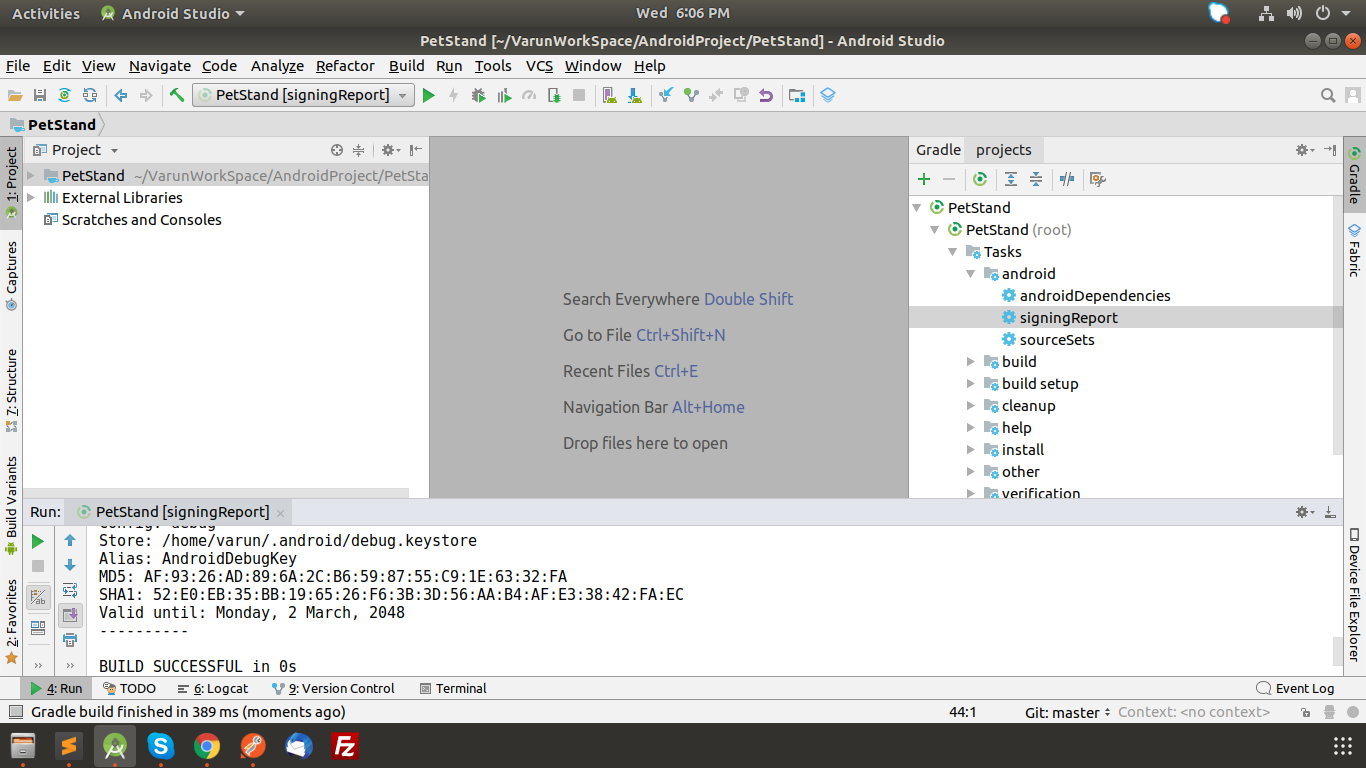 Activities Android Studio Wed 6:06 PM
PetStand [~/VarunWorkSpace/AndroidProject/PetStand] - Android Studio
File Edit View Navigate Code Analyze Refactor Build Run Tools VCS Window Help
PetStand [signingReport]
PetStand
1: Project
Captures
7: Structure
Build Variants
2: Favorites
Project
PetStand ~/VarunWorkSpace/AndroidProject/PetSta
External Libraries
Scratches and Consoles
Search Everywhere Double Shift
Go to File Ctrl+Shift+N
Recent Files Ctrl+E
Navigation Bar Alt+Home
Drop files here to open
Gradle projects
PetStand
PetStand (root)
Tasks
android
androidDependencies
signingReport
sourceSets
build
build setup
cleanup
help
install
other
verification
Gradle
Fabric
Device File Explorer
Run: PetStand [signingReport]
Config: debug
Store: /home/varun/.android/debug.keystore
Alias: AndroidDebugKey
MD5: AF:93:26:AD:89:6A:2C:B6:59:87:55:C9:1E:63:32:FA
SHA1: 52:E0:EB:35:BB:19:65:26:F6:3B:3D:56:AA:B4:AF:E3:38:42:FA:EC
Valid until: Monday, 2 March, 2048
----------
BUILD SUCCESSFUL in 0s
4: Run TODO 6: Logcat 9: Version Control Terminal Event Log
Gradle build finished in 389 ms (moments ago) 44:1 Git: master Context: <no context>